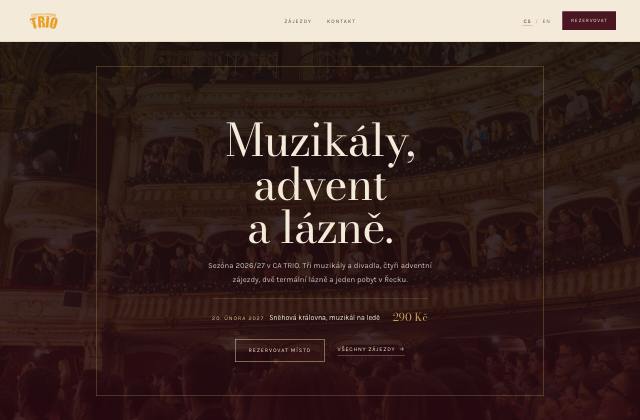 TRIO
ZÁJEZDY KONTAKT
CS / EN
REZERVOVAT
Muzikály,
advent
a lázně.
Sezóna 2026/27 v CA TRIO. Tři muzikály a divadla, čtyři adventní
zájezdy, dvě termální lázně a jeden pobyt v Řecku.
20. ÚNORA 2027 Sněhová královna, muzikál na ledě 290 Kč
REZERVOVAT MÍSTO
VŠECHNY ZÁJEZDY →